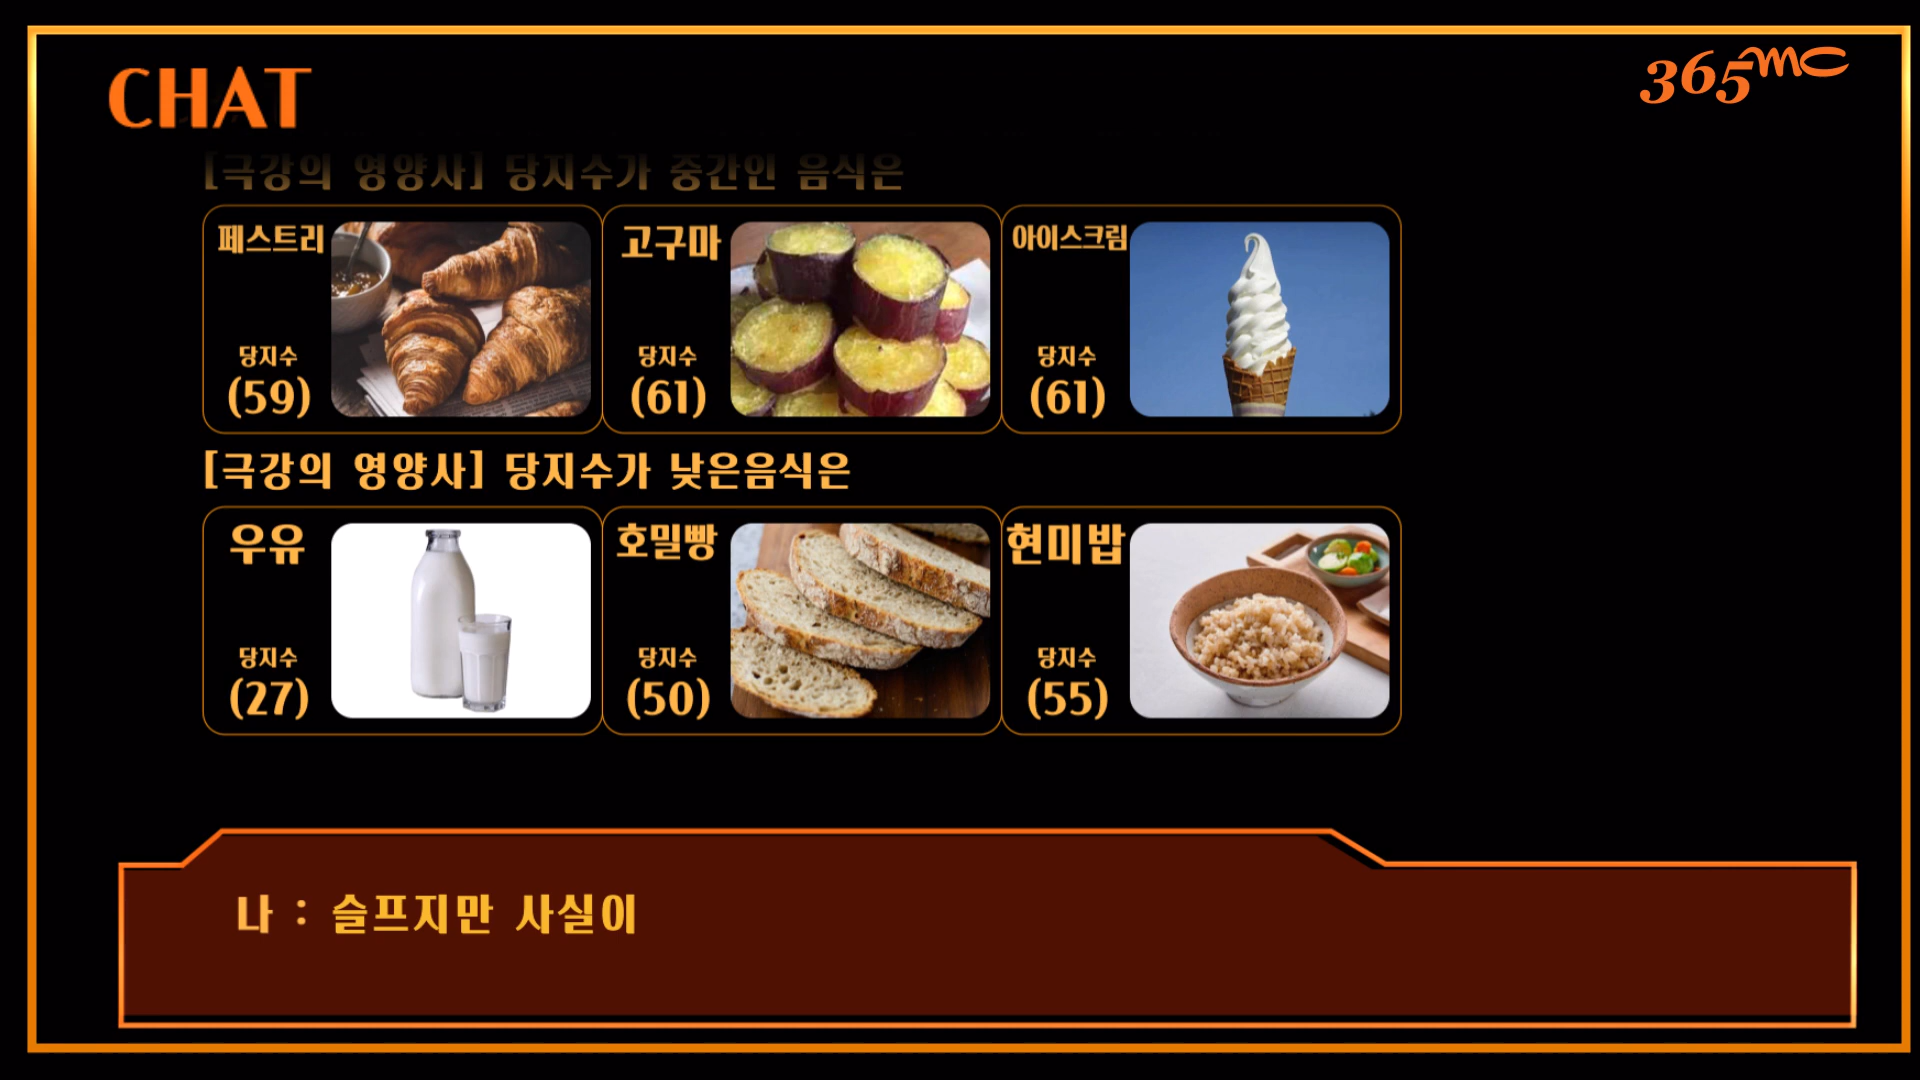 CHAT
365mc
[극강의 영양사] 당지수가 중간인 음식은
페스트리
당지수
(59)
고구마
당지수
(61)
아이스크림
당지수
(61)
[극강의 영양사] 당지수가 낮은음식은
우유
당지수
(27)
호밀빵
당지수
(50)
현미밥
당지수
(55)
나 : 슬프지만 사실이